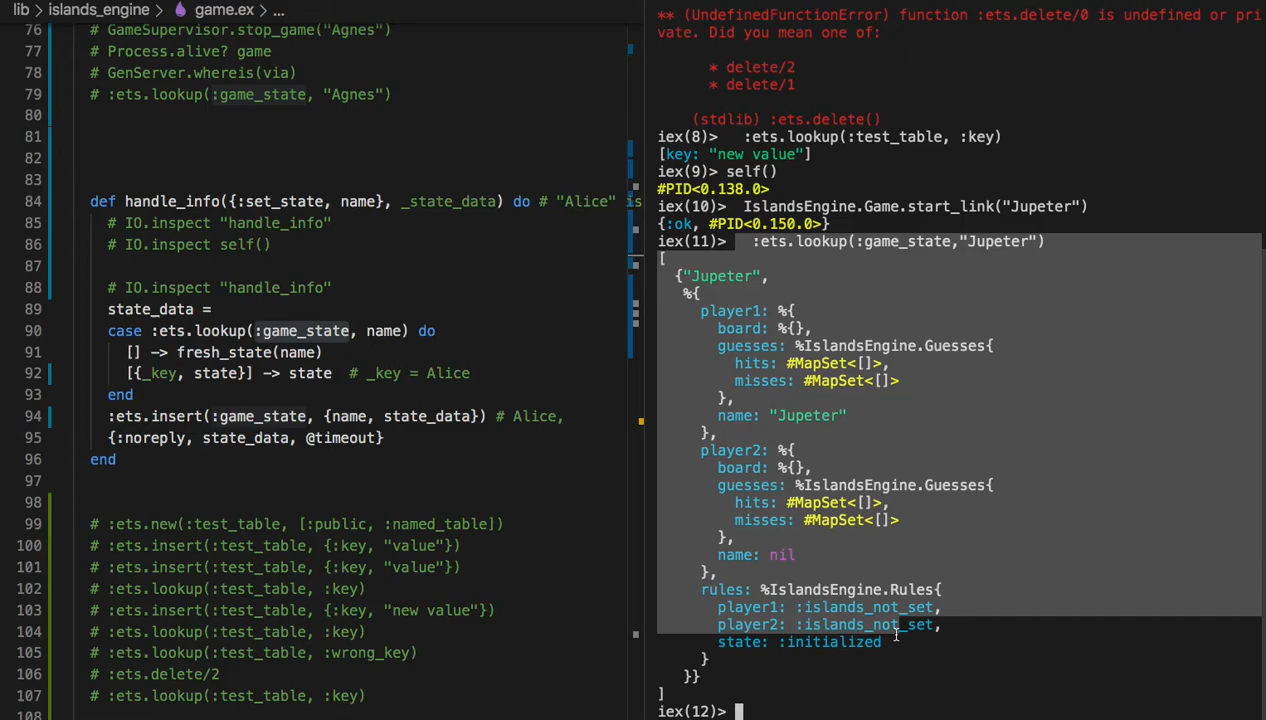 lib > islands_engine > game.ex > ...
76 # GameSupervisor.stop_game("Agnes")
77 # Process.alive? game
78 # GenServer.whereis(via)
79 # :ets.lookup(:game_state, "Agnes")
80
81
82
83
84 def handle_info({:set_state, name}, _state_data) do # "Alice" is
85 # IO.inspect "handle_info"
86 # IO.inspect self()
87
88 # IO.inspect "handle_info"
89 state_data =
90 case :ets.lookup(:game_state, name) do
91 [] -> fresh_state(name)
92 [{_key, state}] -> state # _key = Alice
93 end
94 :ets.insert(:game_state, {name, state_data}) # Alice,
95 {:noreply, state_data, @timeout}
96 end
97
98
99 # :ets.new(:test_table, [:public, :named_table])
100 # :ets.insert(:test_table, {:key, "value"})
101 # :ets.insert(:test_table, {:key, "value"})
102 # :ets.lookup(:test_table, :key)
103 # :ets.insert(:test_table, {:key, "new value"})
104 # :ets.lookup(:test_table, :key)
105 # :ets.lookup(:test_table, :wrong_key)
106 # :ets.delete/2
107 # :ets.lookup(:test_table, :key)
108
** (UndefinedFunctionError) function :ets.delete/0 is undefined or pri
vate. Did you mean one of:
* delete/2
* delete/1
(stdlib) :ets.delete()
iex(8)> :ets.lookup(:test_table, :key)
[key: "new value"]
iex(9)> self()
#PID<0.138.0>
iex(10)> IslandsEngine.Game.start_link("Jupeter")
{:ok, #PID<0.150.0>}
iex(11)> :ets.lookup(:game_state,"Jupeter")
[
{"Jupeter",
%{
player1: %{
board: %{},
guesses: %IslandsEngine.Guesses{
hits: #MapSet<[]>,
misses: #MapSet<[]>
},
name: "Jupeter"
},
player2: %{
board: %{},
guesses: %IslandsEngine.Guesses{
hits: #MapSet<[]>,
misses: #MapSet<[]>
},
name: nil
},
rules: %IslandsEngine.Rules{
player1: :islands_not_set,
player2: :islands_not_set,
state: :initialized
}
}}
]
iex(12)>